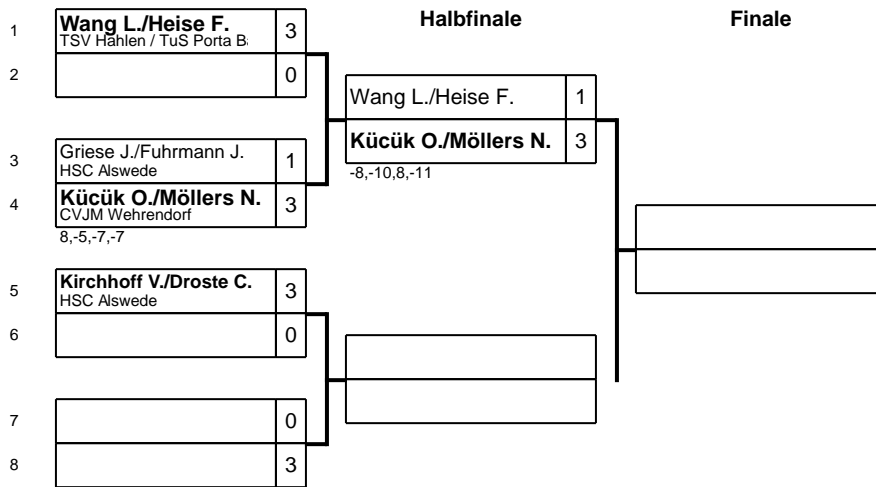 Halbfinale
Finale
1
Wang L./Heise F.
3
TSV Hahlen / TuS Porta Ba
2
0
Wang L./Heise F.
1
Kücük O./Möllers N.
3
-8,-10,8,-11
3
Griese J./Fuhrmann J.
1
HSC Alswede
4
Kücük O./Möllers N.
3
CVJM Wehrendorf
8,-5,-7,-7
5
Kirchhoff V./Droste C.
3
HSC Alswede
6
0
7
0
8
3